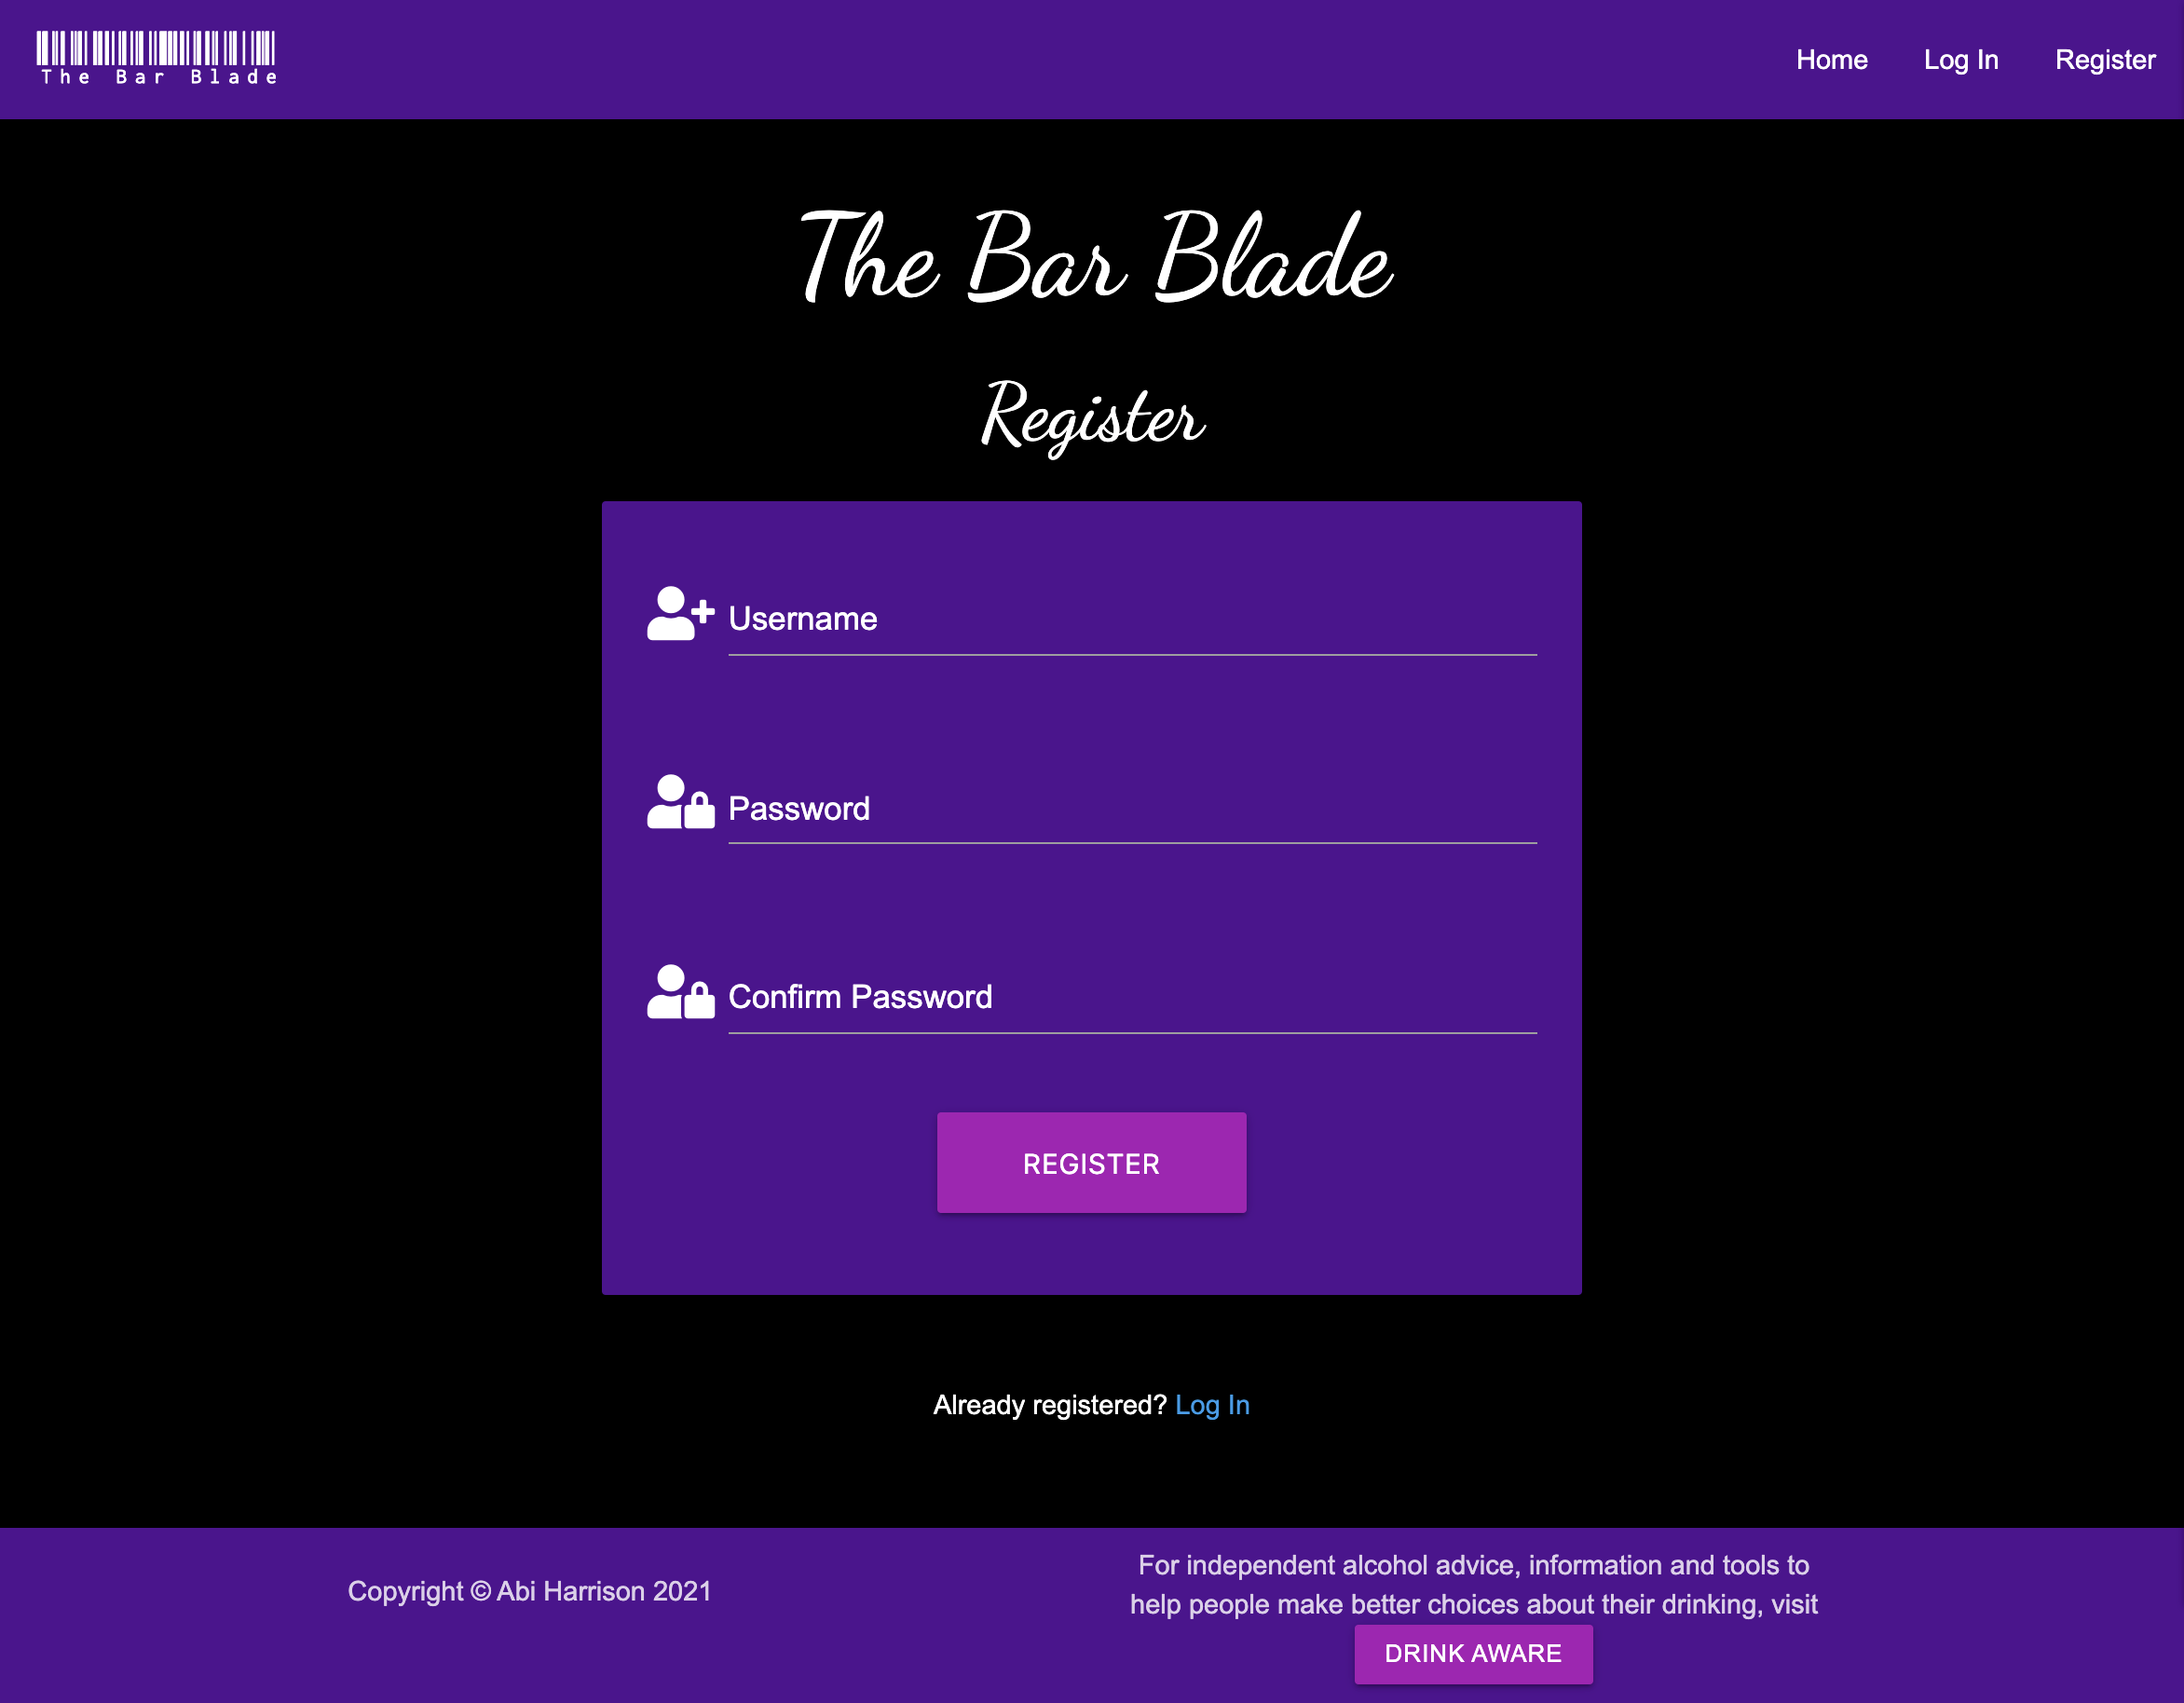 The Bar Blade
Home Log In Register
The Bar Blade
Register
Username
Password
Confirm Password
REGISTER
Already registered? Log In
Copyright © Abi Harrison 2021
For independent alcohol advice, information and tools to
help people make better choices about their drinking, visit
DRINK AWARE